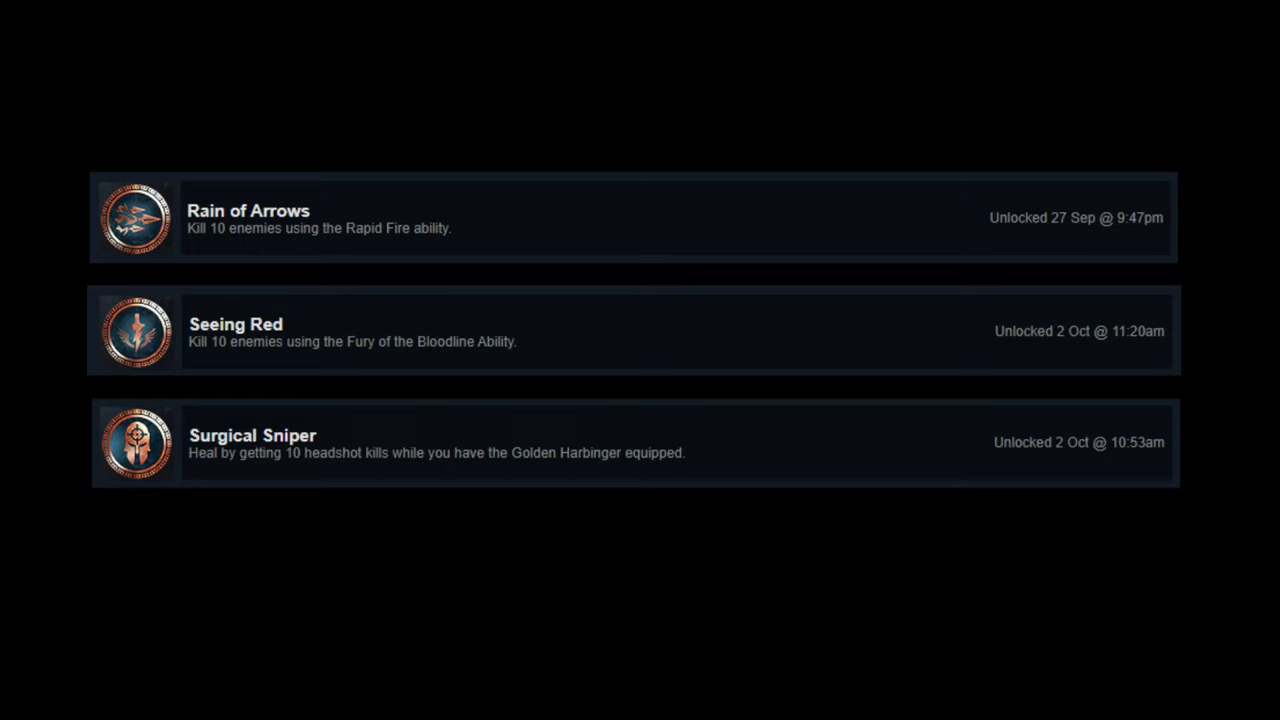 Rain of Arrows
Kill 10 enemies using the Rapid Fire ability.
Unlocked 27 Sep @ 9:47pm
Seeing Red
Kill 10 enemies using the Fury of the Bloodline Ability.
Unlocked 2 Oct @ 11:20am
Surgical Sniper
Heal by getting 10 headshot kills while you have the Golden Harbinger equipped.
Unlocked 2 Oct @ 10:53am